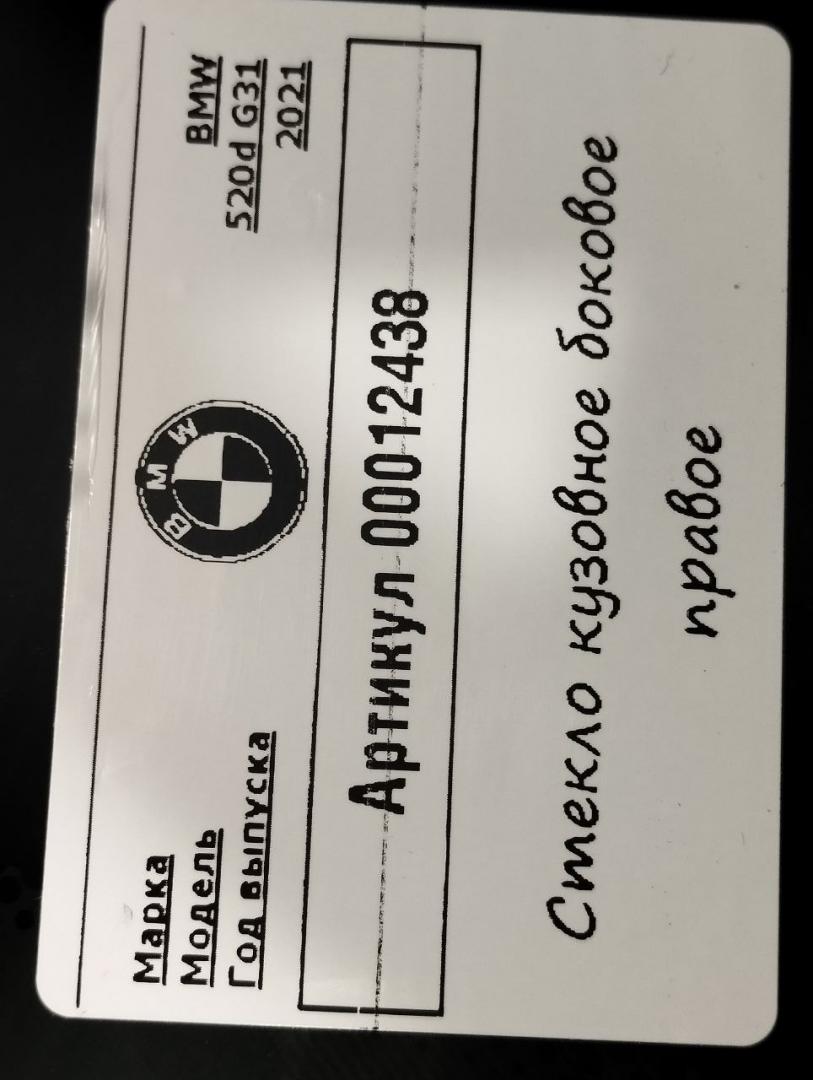 Марка BMW
Модель 520d G31
Год выпуска 2021
BMW
Артикул 00012438
Стекло кузовное боковое
правое